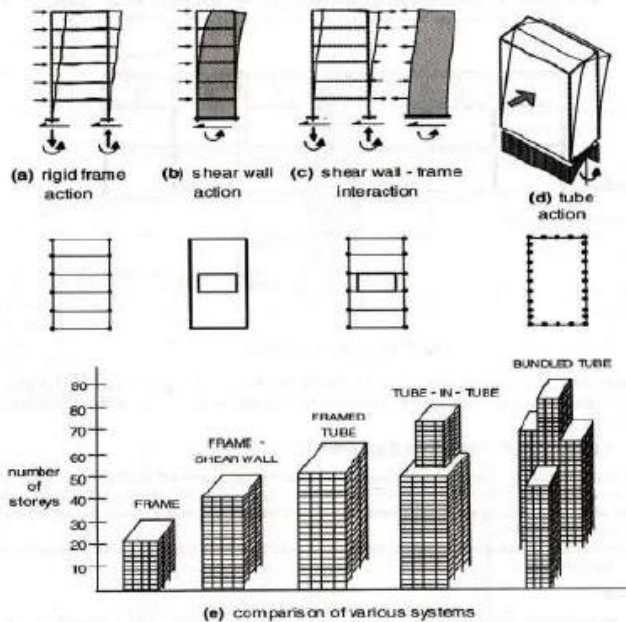 (a) rigid frame
action
(b) shear wall
action
(c) shear wall - frame
interaction
(d) tube
action
number
of
storeys
90
80
70
60
50
40
30
20
10
FRAME
FRAME -
SHEAR WALL
FRAMED
TUBE
TUBE - IN - TUBE
BUNDLED TUBE
(e) comparison of various systems